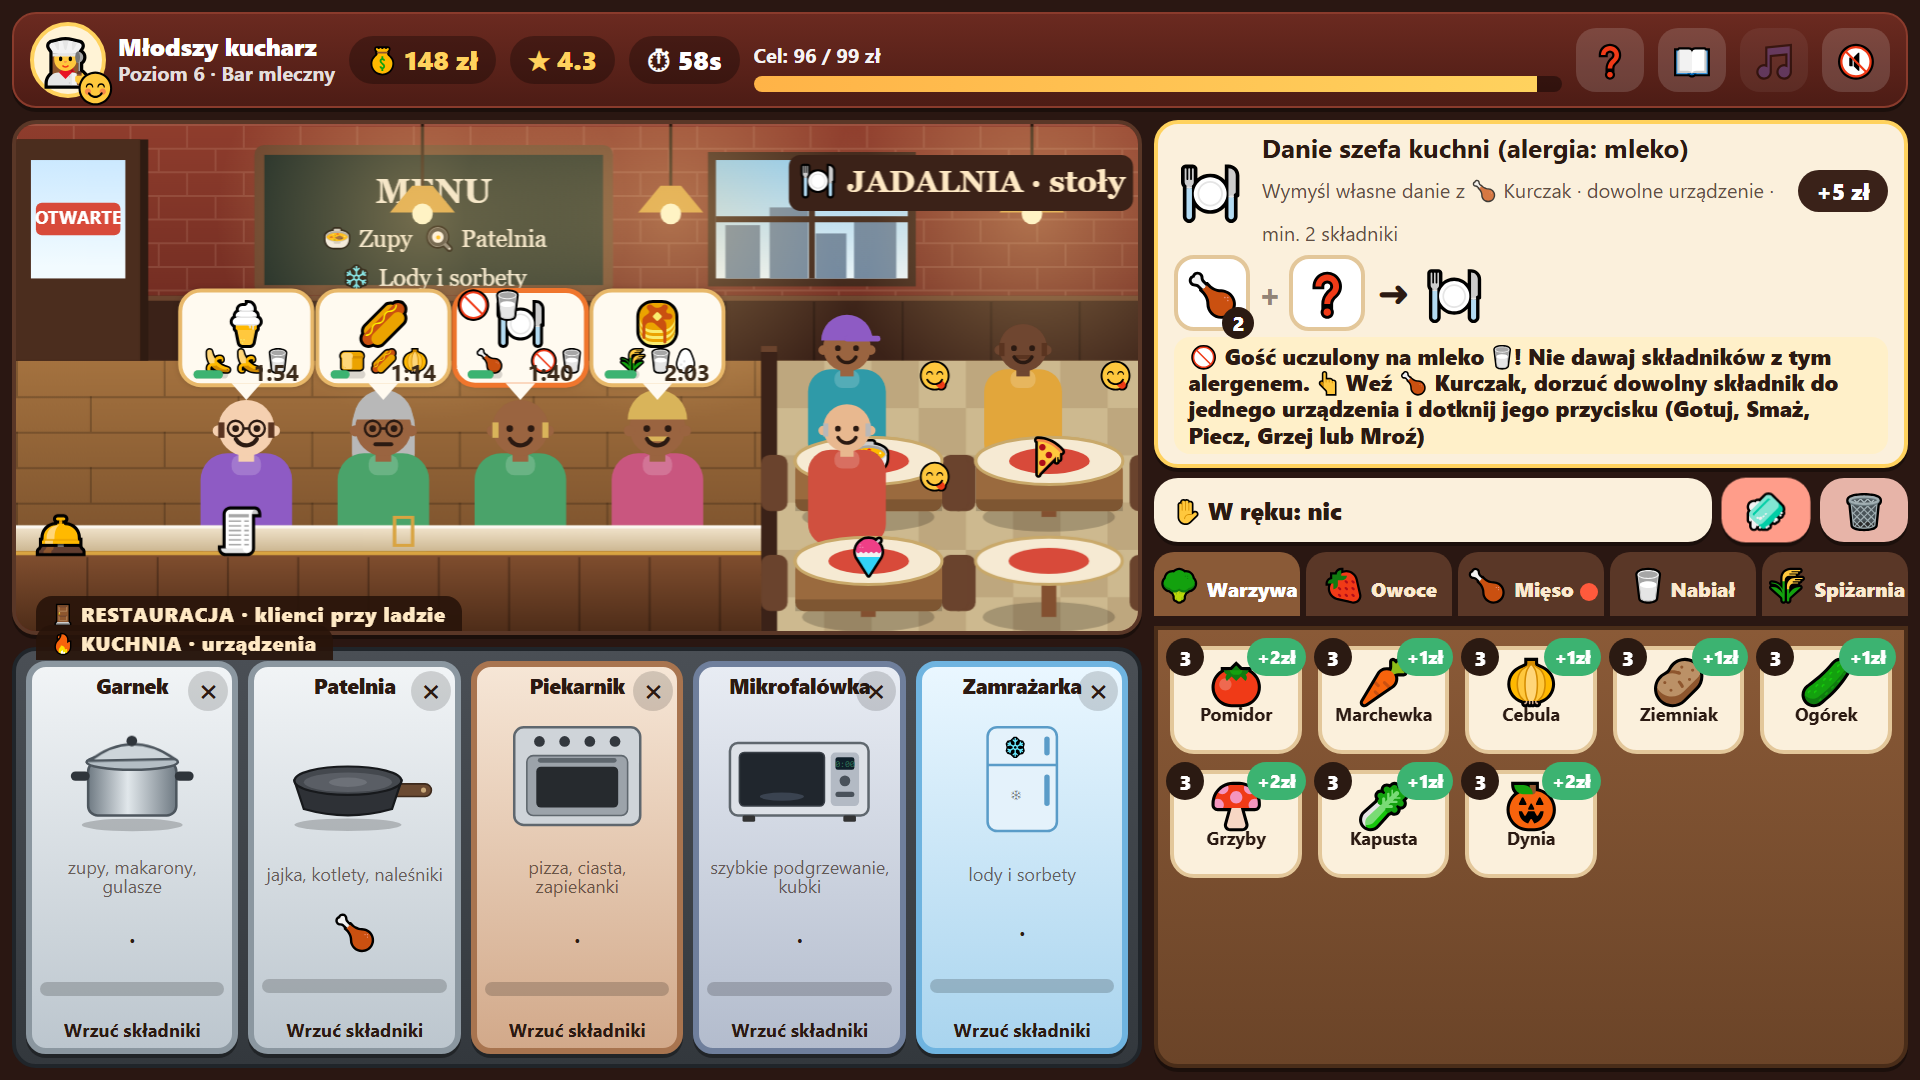 Młodszy kucharz
Poziom 6 · Bar mleczny
148 zł
★ 4.3
58s
Cel: 96 / 99 zł
OTWARTE
MENU
Zupy Patelnia
Lody i sorbety
JADALNIA · stoły
1:54
1:14
1:40
2:03
RESTAURACJA · klienci przy ladzie
KUCHNIA · urządzenia
Garnek
zupy, makarony,
gulasze
Wrzuć składniki
Patelnia
jajka, kotlety, naleśniki
Wrzuć składniki
Piekarnik
pizza, ciasta,
zapiekanki
Wrzuć składniki
Mikrofalówka
szybkie podgrzewanie,
kubki
Wrzuć składniki
Zamrażarka
lody i sorbety
Wrzuć składniki
Danie szefa kuchni (alergia: mleko)
Wymyśl własne danie z Kurczak · dowolne urządzenie ·
min. 2 składniki
+5 zł
2
+
→
Gość uczulony na mleko ! Nie dawaj składników z tym
alergenem. Weź Kurczak, dorzuć dowolny składnik do
jednego urządzenia i dotknij jego przycisku (Gotuj, Smaż,
Piecz, Grzej lub Mroź)
W ręku: nic
Warzywa
Owoce
Mięso
Nabiał
Spiżarnia
3 +2zł
Pomidor
3 +1zł
Marchewka
3 +1zł
Cebula
3 +1zł
Ziemniak
3 +1zł
Ogórek
3 +2zł
Grzyby
3 +1zł
Kapusta
3 +2zł
Dynia